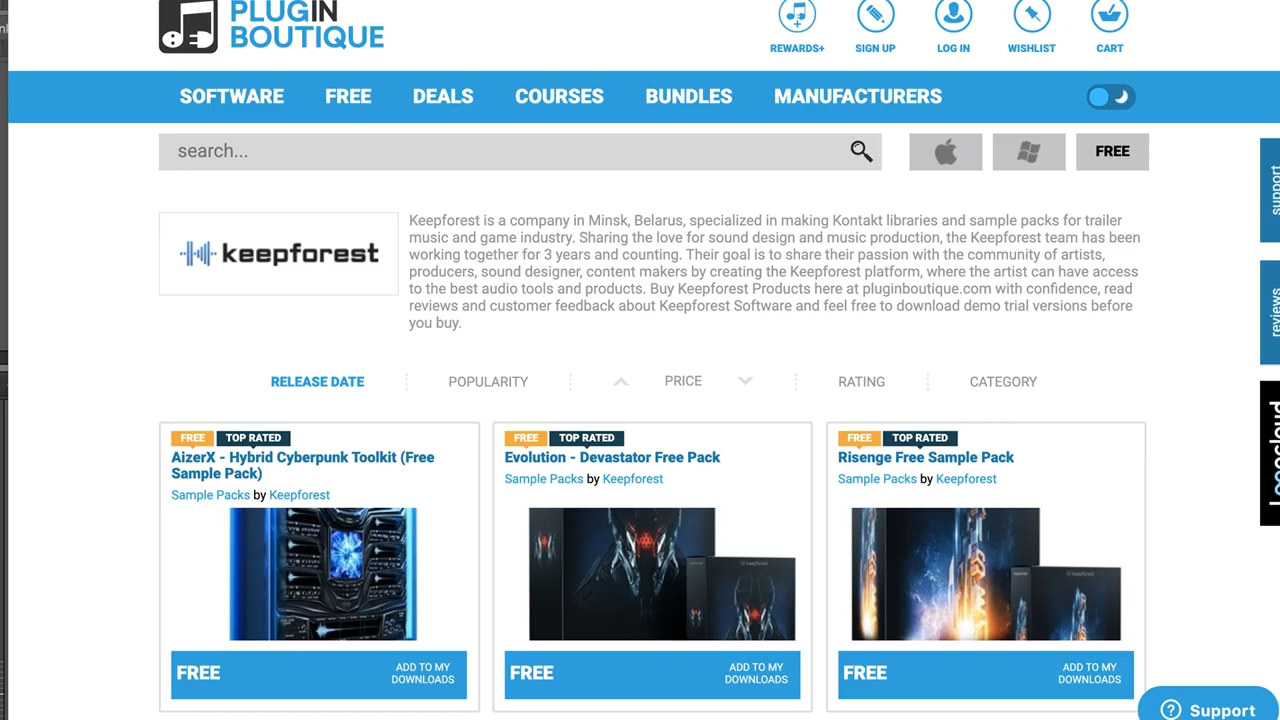 PLUGIN
BOUTIQUE
REWARDS+
SIGN UP
LOG IN
WISHLIST
CART
SOFTWARE
FREE
DEALS
COURSES
BUNDLES
MANUFACTURERS
search...
FREE
support
reviews
keepforest
Keepforest is a company in Minsk, Belarus, specialized in making Kontakt libraries and sample packs for trailer
music and game industry. Sharing the love for sound design and music production, the Keepforest team has been
working together for 3 years and counting. Their goal is to share their passion with the community of artists,
producers, sound designer, content makers by creating the Keepforest platform, where the artist can have access
to the best audio tools and products. Buy Keepforest Products here at pluginboutique.com with confidence, read
reviews and customer feedback about Keepforest Software and feel free to download demo trial versions before
you buy.
RELEASE DATE
POPULARITY
PRICE
RATING
CATEGORY
FREE TOP RATED
AizerX - Hybrid Cyberpunk Toolkit (Free
Sample Pack)
Sample Packs by Keepforest
FREE
ADD TO MY
DOWNLOADS
FREE TOP RATED
Evolution - Devastator Free Pack
Sample Packs by Keepforest
FREE
ADD TO MY
DOWNLOADS
FREE TOP RATED
Risenge Free Sample Pack
Sample Packs by Keepforest
FREE
ADD TO MY
DOWNLOADS
Support